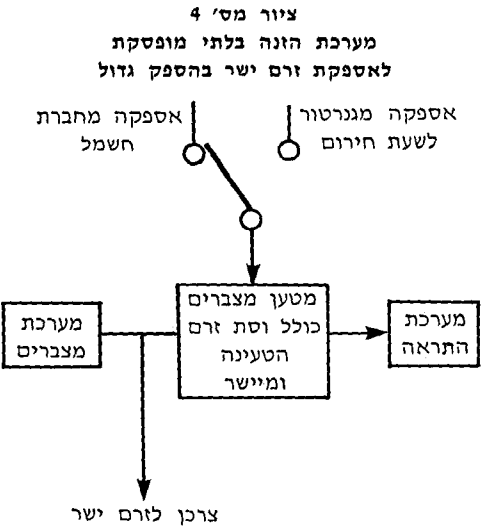 ציור מס' 4
מערכת הזנה בלתי מופסקת
לאספקת זרם ישר בהספק גדול
אספקה מגנרטור
לשעת חירום
אספקה מחברת
חשמל
מטען מצברים
כולל וסת זרם
הטעינה
ומיישר
מערכת
התראה
מערכת
מצברים
צרכן לזרם ישר